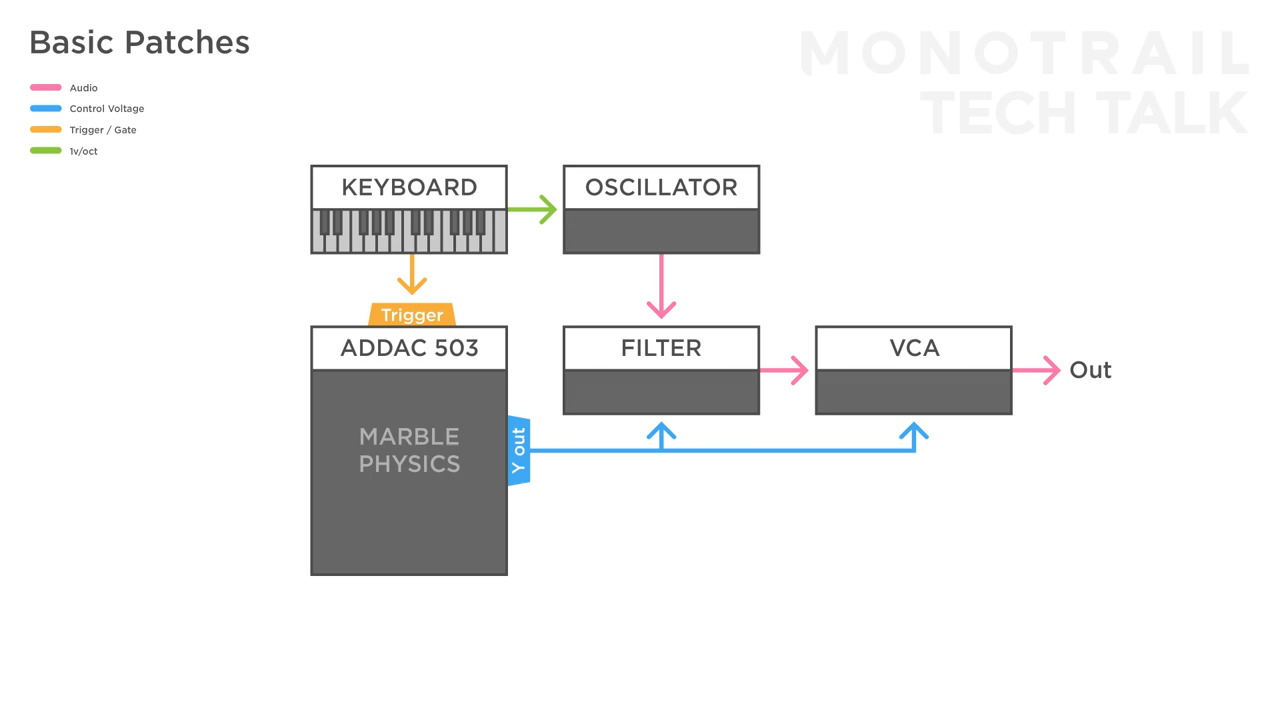 Basic Patches
MONOTRAIL
TECH TALK
Audio
Control Voltage
Trigger / Gate
1v/oct
KEYBOARD
OSCILLATOR
Trigger
ADDAC 503
FILTER
VCA
Out
MARBLE
PHYSICS
Y out